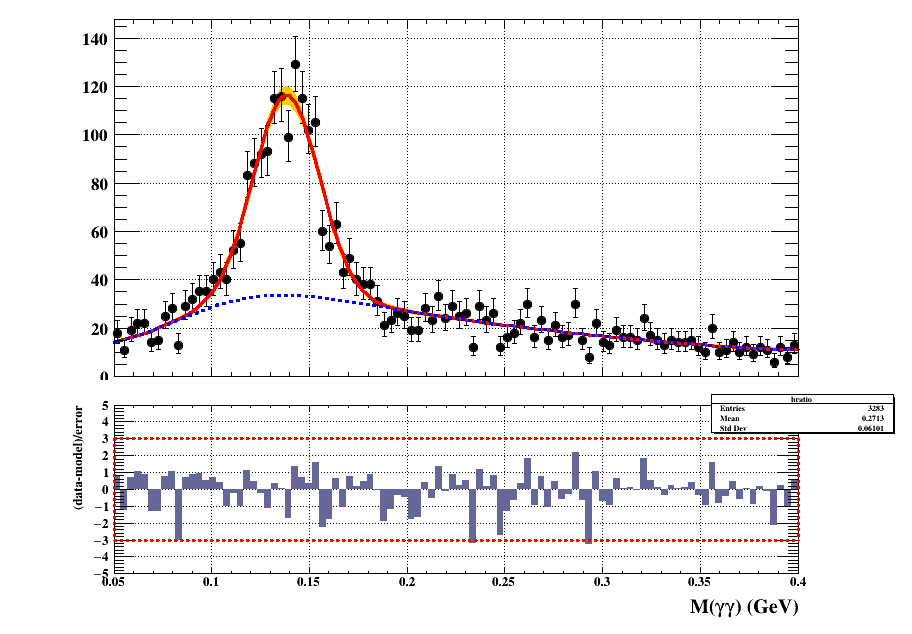 140
120
100
80
60
40
20
0
(data-model)/error
5
4
3
2
1
0
−1
−2
−3
−4
−5
hratio
Entries 3283
Mean 0.2713
Std Dev 0.06101
0.05 0.1 0.15 0.2 0.25 0.3 0.35 0.4
M(γγ) (GeV)